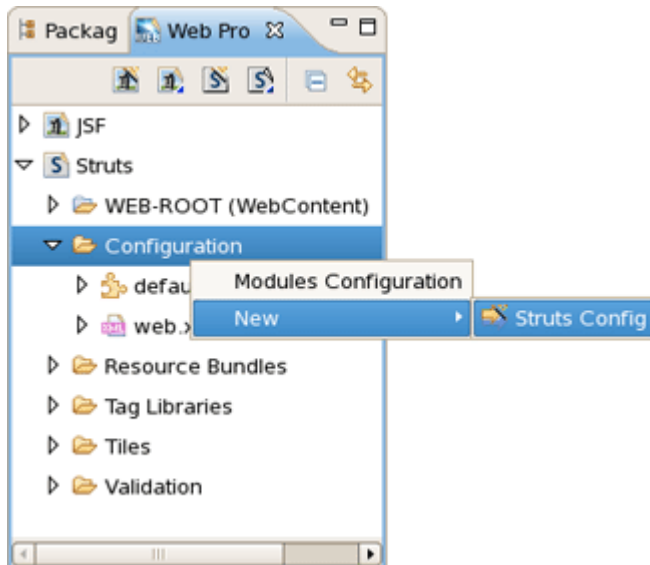 Packag Web Pro
JSF
Struts
WEB-ROOT (WebContent)
Configuration
Modules Configuration
defau
New
Struts Config
web.x
Resource Bundles
Tag Libraries
Tiles
Validation